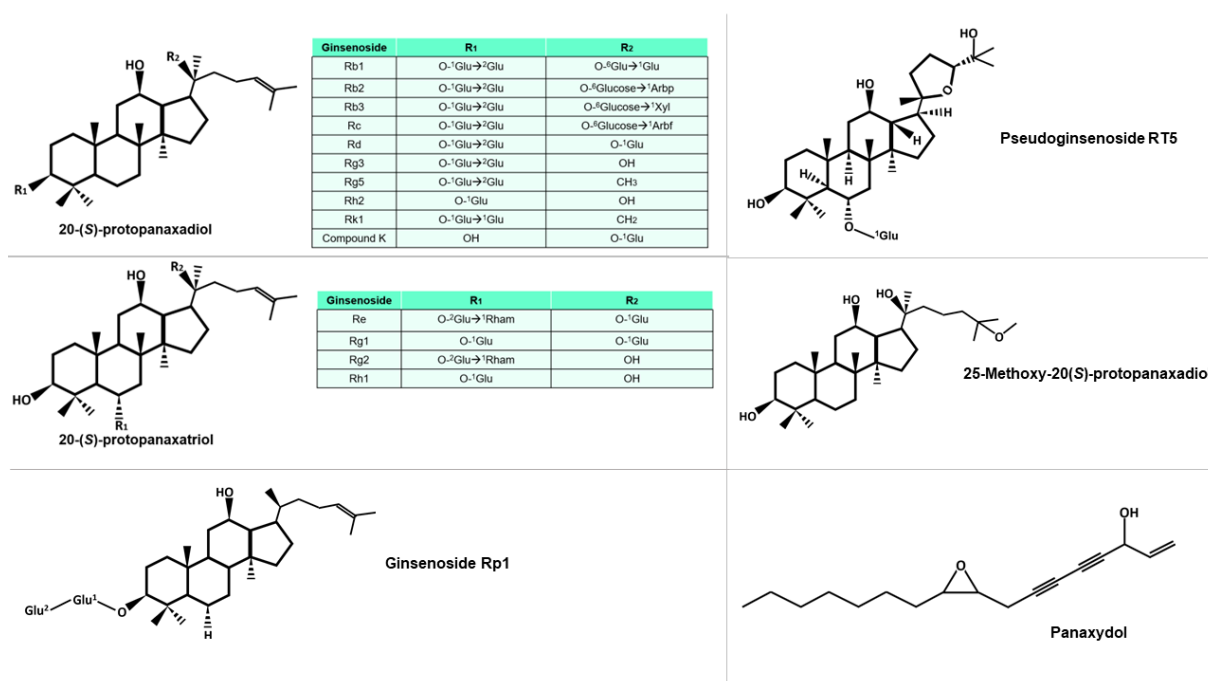 R2
HO
R1
20-(S)-protopanaxadiol
Ginsenoside R1 R2
Rb1 O-1Glu→2Glu O-6Glu→1Glu
Rb2 O-1Glu→2Glu O-6Glucose→1Arbp
Rb3 O-1Glu→2Glu O-6Glucose→1Xyl
Rc O-1Glu→2Glu O-6Glucose→1Arbf
Rd O-1Glu→2Glu O-1Glu
Rg3 O-1Glu→2Glu OH
Rg5 O-1Glu→2Glu CH3
Rh2 O-1Glu OH
Rk1 O-1Glu→1Glu CH2
Compound K OH O-1Glu
HO
HO
O
H
H
H
H
HO
O
1Glu
Pseudoginsenoside RT5
R2
HO
HO
R1
20-(S)-protopanaxatriol
Ginsenoside R1 R2
Re O-2Glu→1Rham O-1Glu
Rg1 O-1Glu O-1Glu
Rg2 O-2Glu→1Rham OH
Rh1 O-1Glu OH
HO
HO
O
HO
25-Methoxy-20(S)-protopanaxadio
HO
Glu2
Glu1
O
H
Ginsenoside Rp1
OH
O
Panaxydol